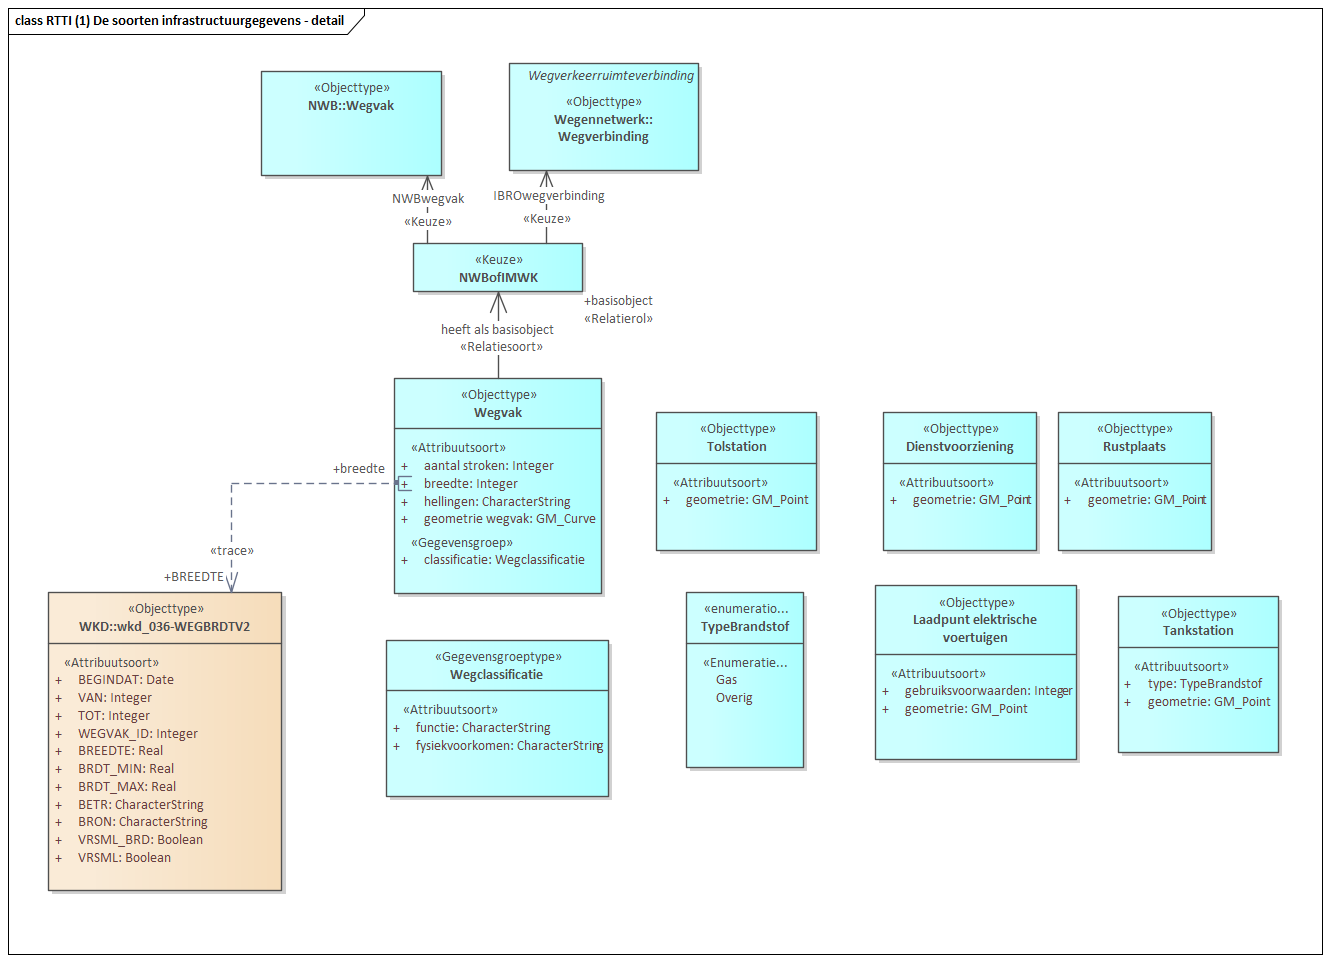 class RTTI (1) De soorten infrastructuurgegevens - detail
«Objecttype»
NWB::Wegvak
Wegverkeerruimteverbinding
«Objecttype»
Wegennetwerk::
Wegverbinding
NWBwegvak
«Keuze»
IBROwegverbinding
«Keuze»
«Keuze»
NWBofIMWK
+basisobject
«Relatierol»
heeft als basisobject
«Relatiesoort»
«Objecttype»
Wegvak
«Attribuutsoort»
+ aantal stroken: Integer
+ breedte: Integer
+ hellingen: CharacterString
+ geometrie wegvak: GM_Curve
«Gegevensgroep»
+ classificatie: Wegclassificatie
+breedte
«trace»
+BREEDTE
«Objecttype»
Tolstation
«Attribuutsoort»
+ geometrie: GM_Point
«Objecttype»
Dienstvoorziening
«Attribuutsoort»
+ geometrie: GM_Point
«Objecttype»
Rustplaats
«Attribuutsoort»
+ geometrie: GM_Point
«Objecttype»
WKD::wkd_036-WEGBRDTV2
«Attribuutsoort»
+ BEGINDAT: Date
+ VAN: Integer
+ TOT: Integer
+ WEGVAK_ID: Integer
+ BREEDTE: Real
+ BRDT_MIN: Real
+ BRDT_MAX: Real
+ BETR: CharacterString
+ BRON: CharacterString
+ VRSML_BRD: Boolean
+ VRSML: Boolean
«Gegevensgroeptype»
Wegclassificatie
«Attribuutsoort»
+ functie: CharacterString
+ fysiekvoorkomen: CharacterString
«enumeratio...
TypeBrandstof
«Enumeratie...
Gas
Overig
«Objecttype»
Laadpunt elektrische
voertuigen
«Attribuutsoort»
+ gebruiksvoorwaarden: Integer
+ geometrie: GM_Point
«Objecttype»
Tankstation
«Attribuutsoort»
+ type: TypeBrandstof
+ geometrie: GM_Point